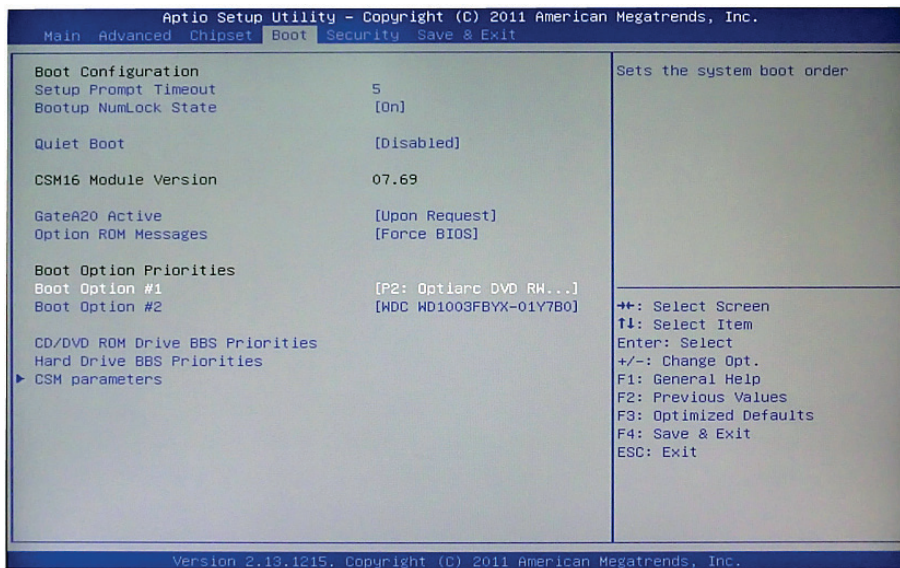 Aptio Setup Utility – Copyright (C) 2011 American Megatrends, Inc.
Main Advanced Chipset Boot Security Save & Exit
Boot Configuration
Setup Prompt Timeout 5
Bootup NumLock State [On]
Quiet Boot [Disabled]
CSM16 Module Version 07.69
GateA20 Active [Upon Request]
Option ROM Messages [Force BIOS]
Boot Option Priorities
Boot Option #1 [P2: Optiarc DVD RW...]
Boot Option #2 [WDC WD1003FBYX-01Y7B0]
CD/DVD ROM Drive BBS Priorities
Hard Drive BBS Priorities
▶ CSM parameters
Sets the system boot order
→←: Select Screen
↑↓: Select Item
Enter: Select
+/-: Change Opt.
F1: General Help
F2: Previous Values
F3: Optimized Defaults
F4: Save & Exit
ESC: Exit
Version 2.13.1215. Copyright (C) 2011 American Megatrends, Inc.